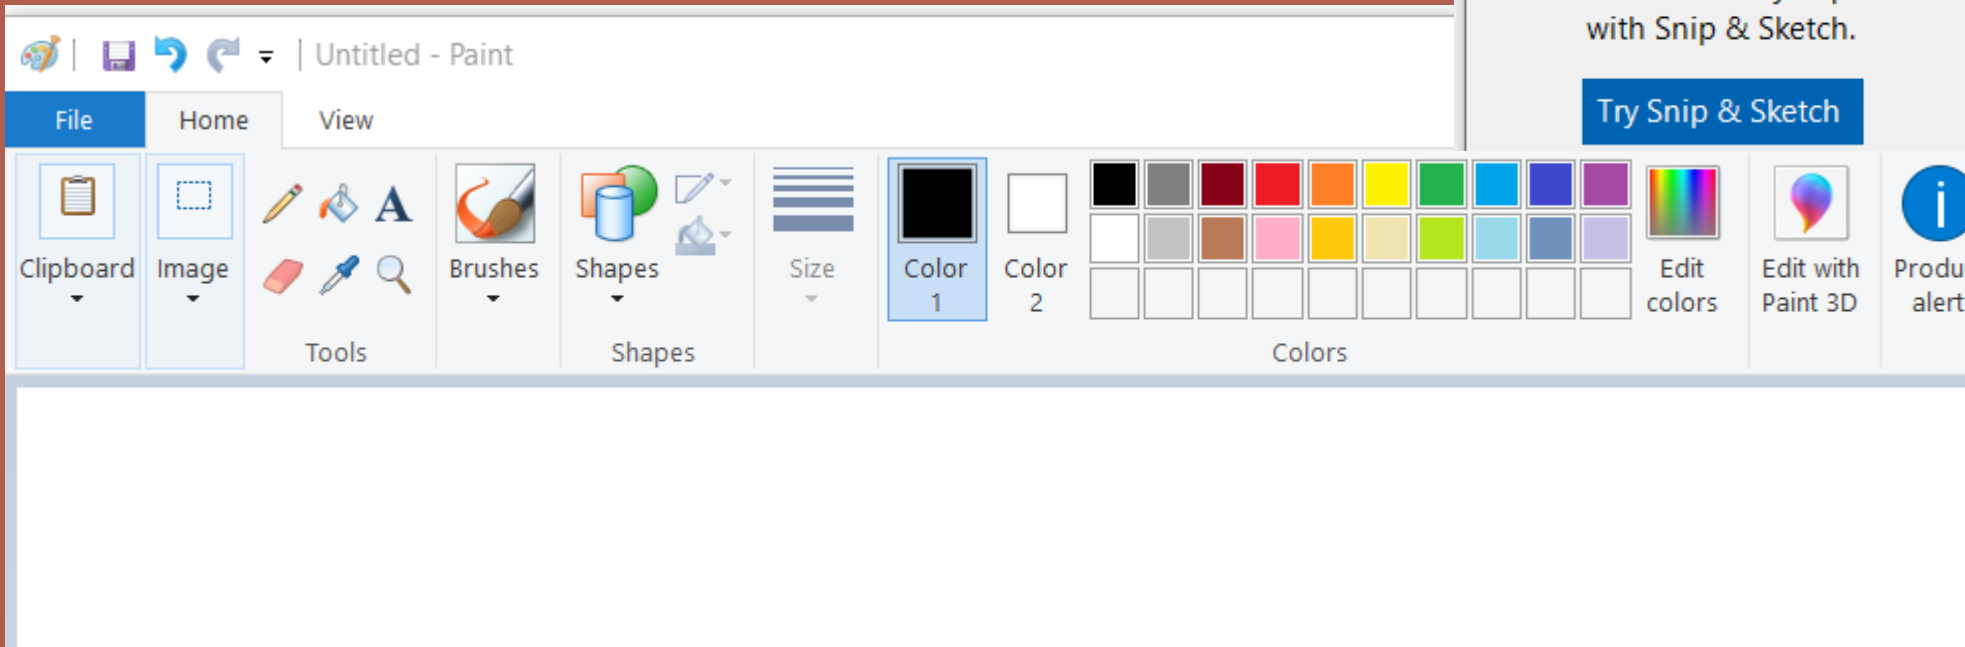 with Snip & Sketch.
Try Snip & Sketch
Untitled - Paint
File Home View
Clipboard
Image
A
Tools
Brushes
Shapes
Shapes
Size
Color 1
Color 2
Colors
Edit colors
Edit with Paint 3D
Produ
alert